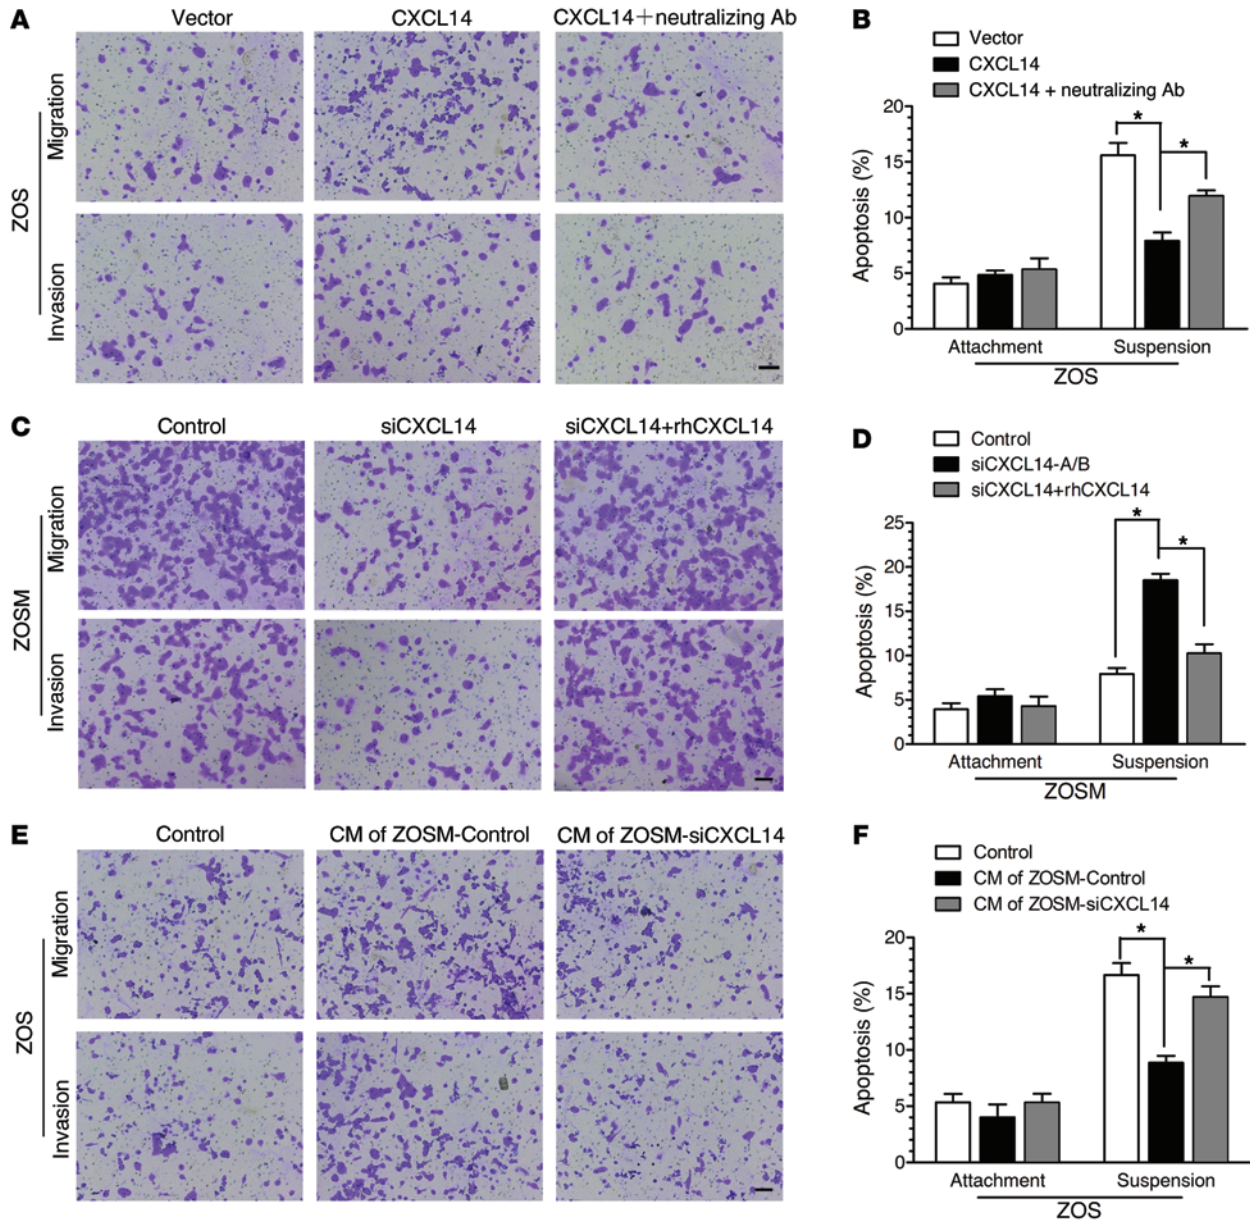 A
Vector
CXCL14
CXCL14+neutralizing Ab
ZOS
Migration
Invasion
B
Vector
CXCL14
CXCL14 + neutralizing Ab
Apoptosis (%)
20
15
10
5
0
*
*
Attachment
Suspension
ZOS
C
Control
siCXCL14
siCXCL14+rhCXCL14
ZOSM
Migration
Invasion
D
Control
siCXCL14-A/B
siCXCL14+rhCXCL14
Apoptosis (%)
25
20
15
10
5
0
*
*
Attachment
Suspension
ZOSM
E
Control
CM of ZOSM-Control
CM of ZOSM-siCXCL14
ZOS
Migration
Invasion
F
Control
CM of ZOSM-Control
CM of ZOSM-siCXCL14
Apoptosis (%)
20
15
10
5
0
*
*
Attachment
Suspension
ZOS